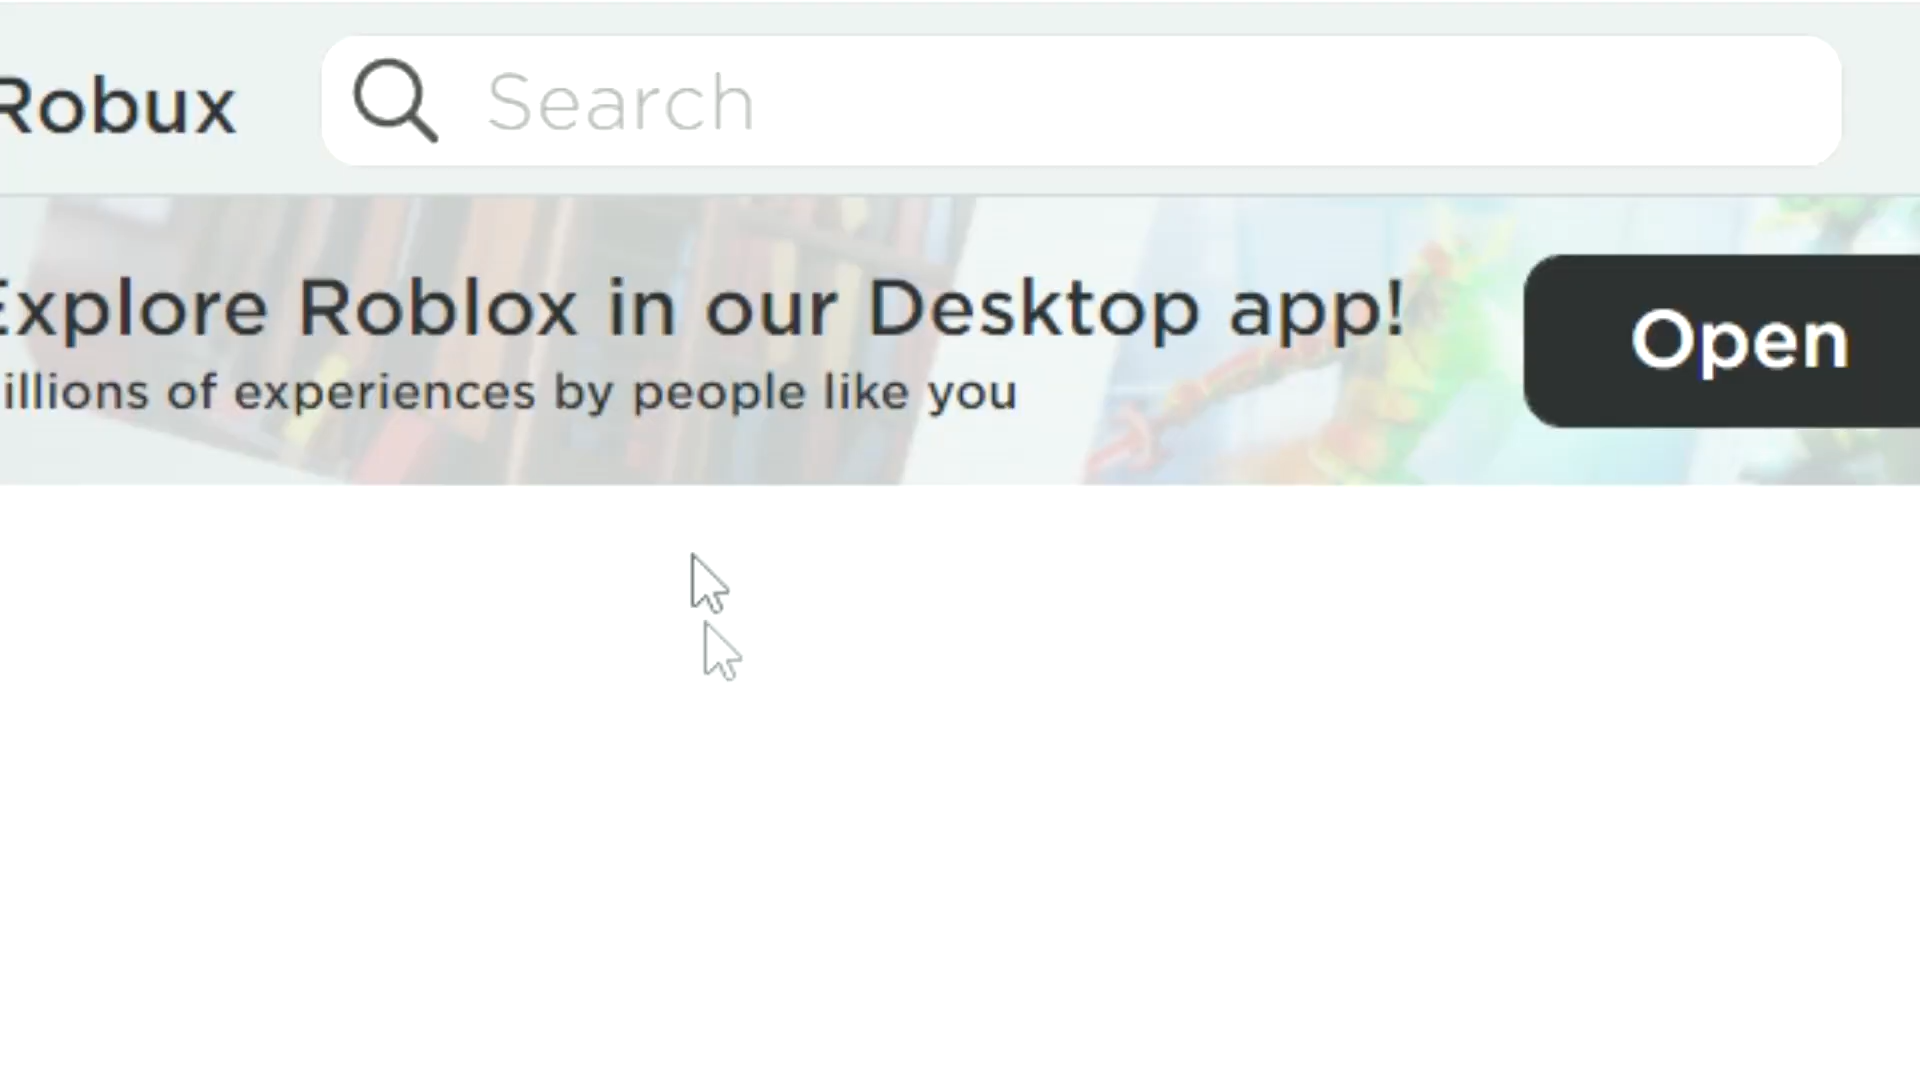 Robux
Search
Explore Roblox in our Desktop app!
illions of experiences by people like you
Open